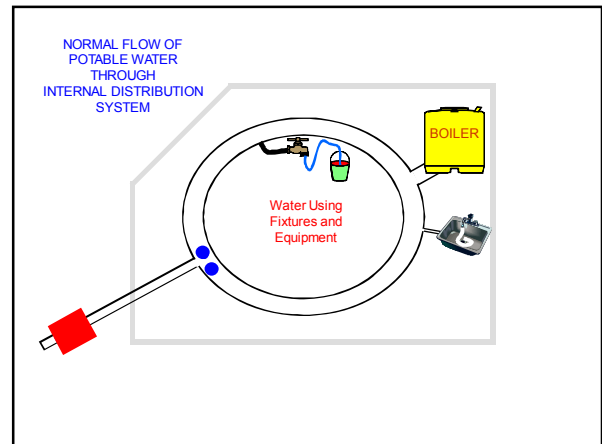 NORMAL FLOW OF
POTABLE WATER
THROUGH
INTERNAL DISTRIBUTION
SYSTEM
BOILER
Water Using
Fixtures and
Equipment